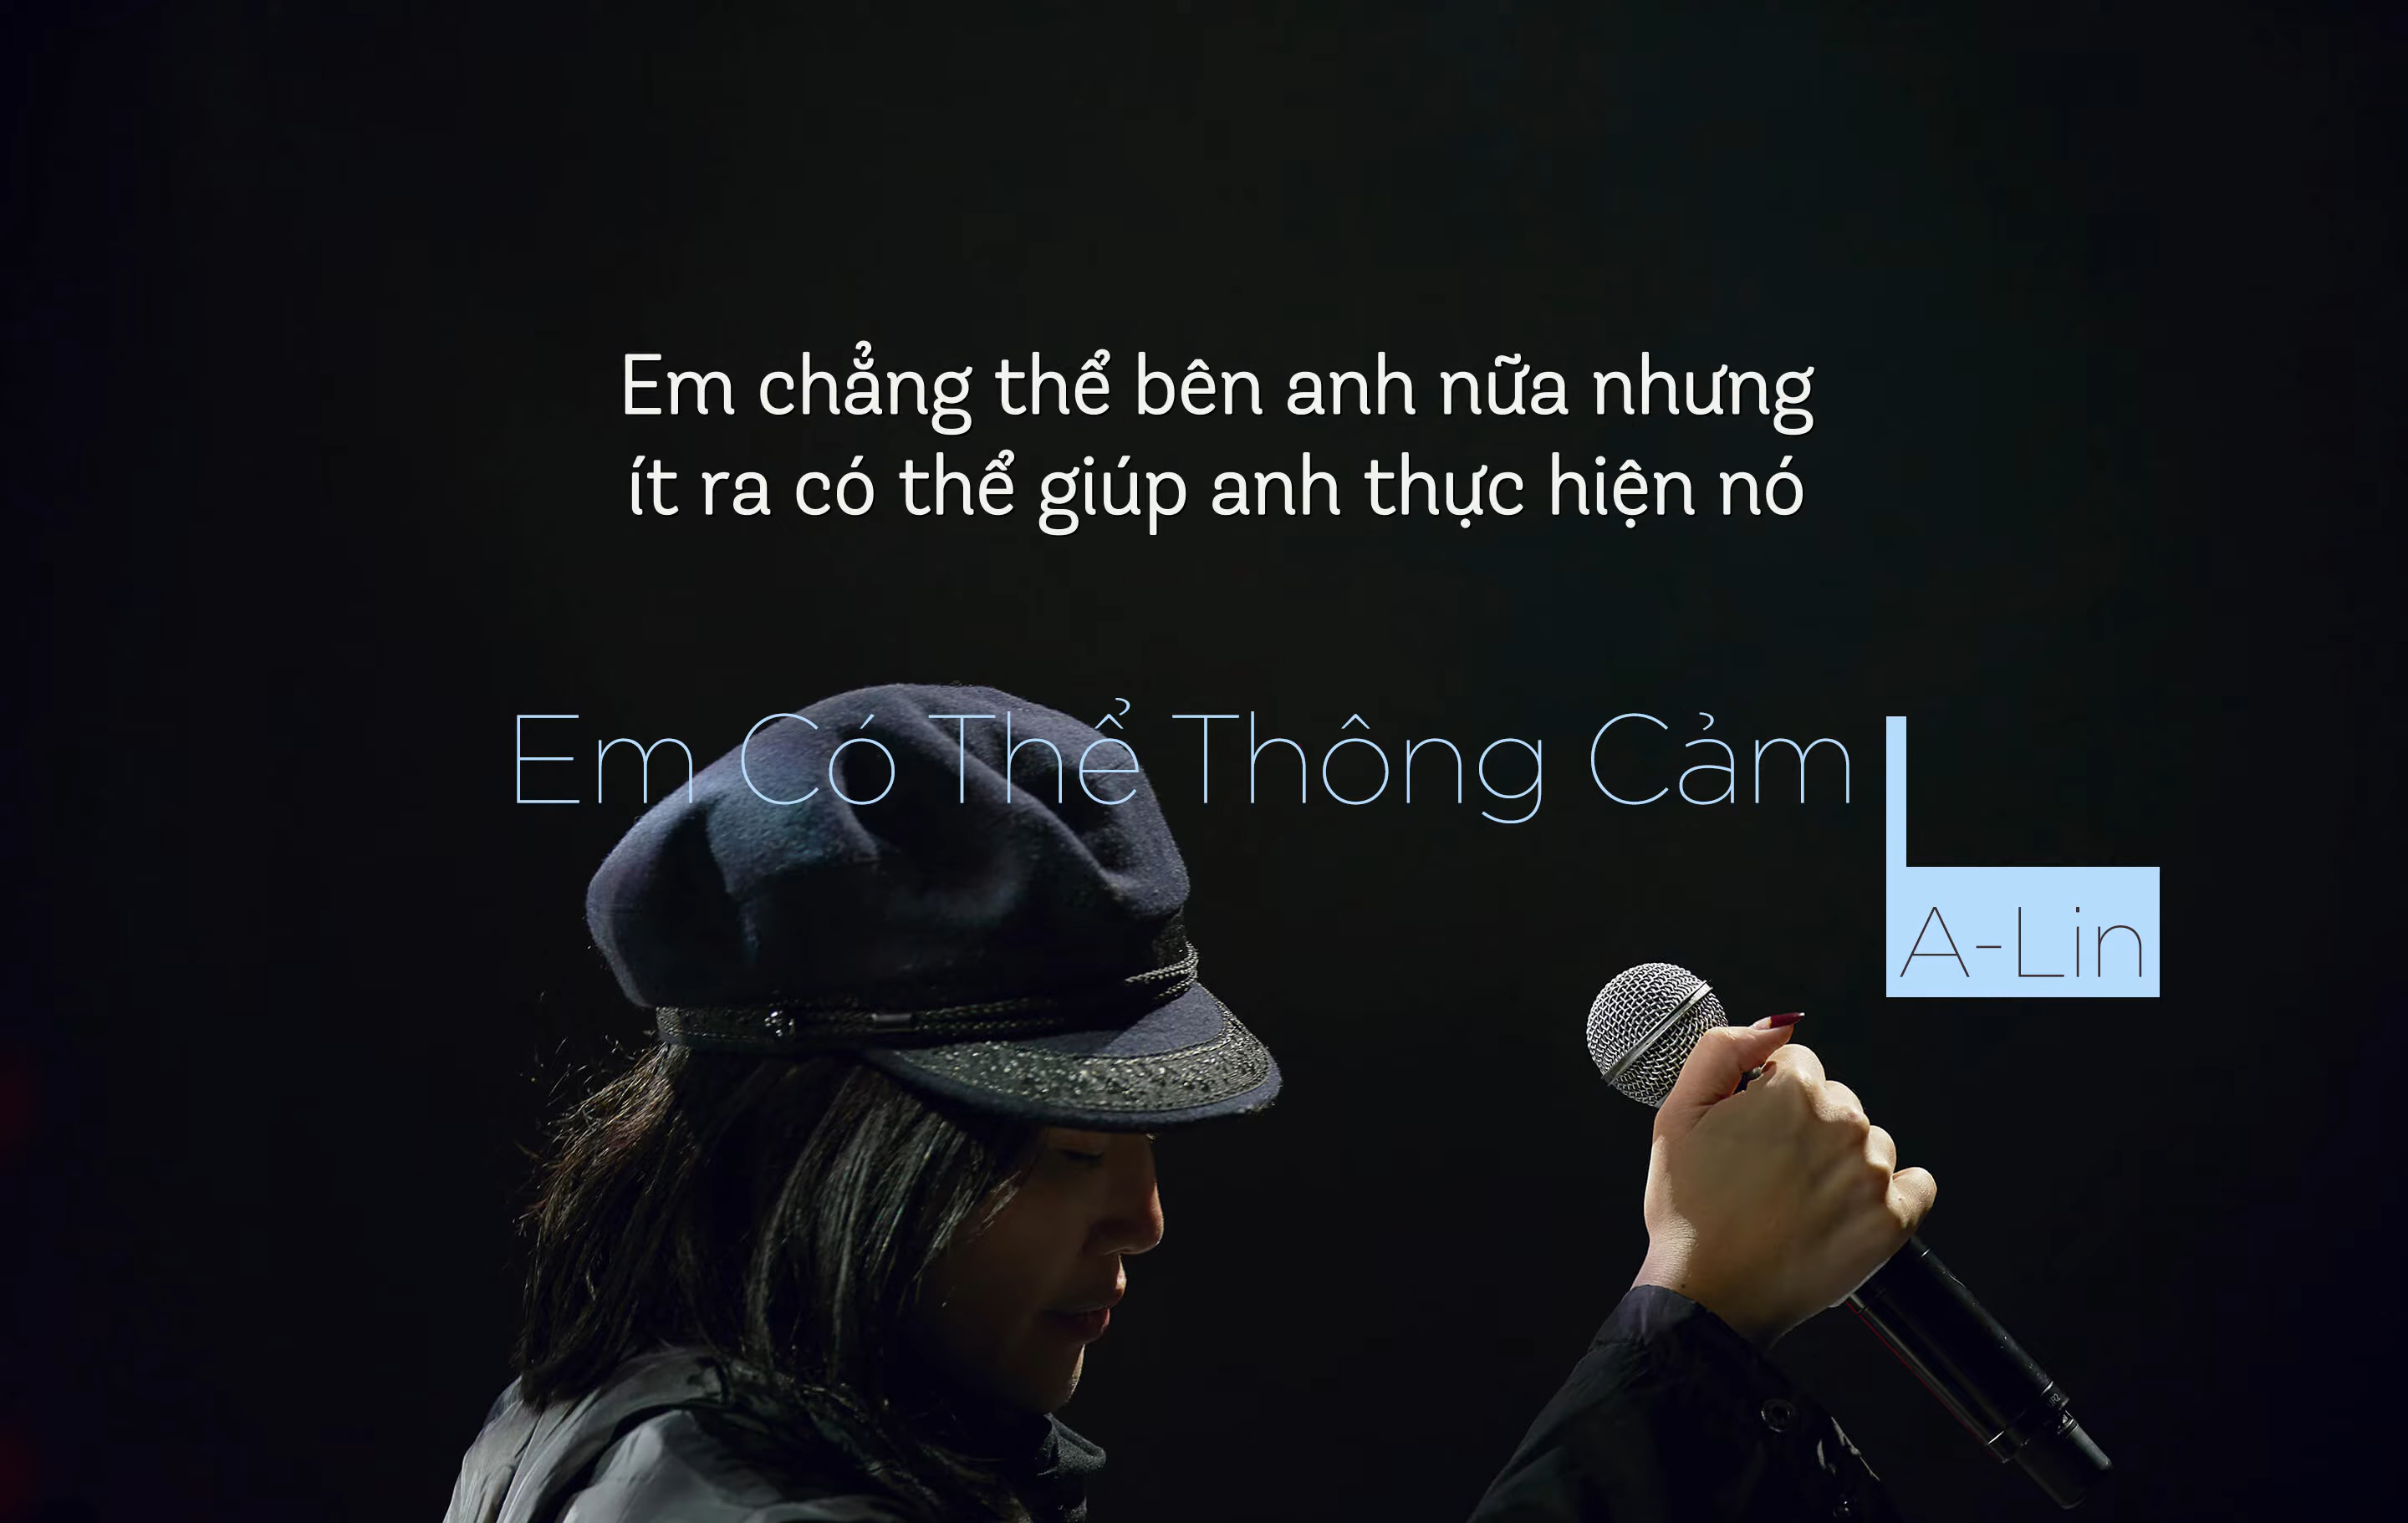 Em chẳng thể bên anh nữa nhưng
ít ra có thể giúp anh thực hiện nó
Em Có Thể Thông Cảm
A-Lin